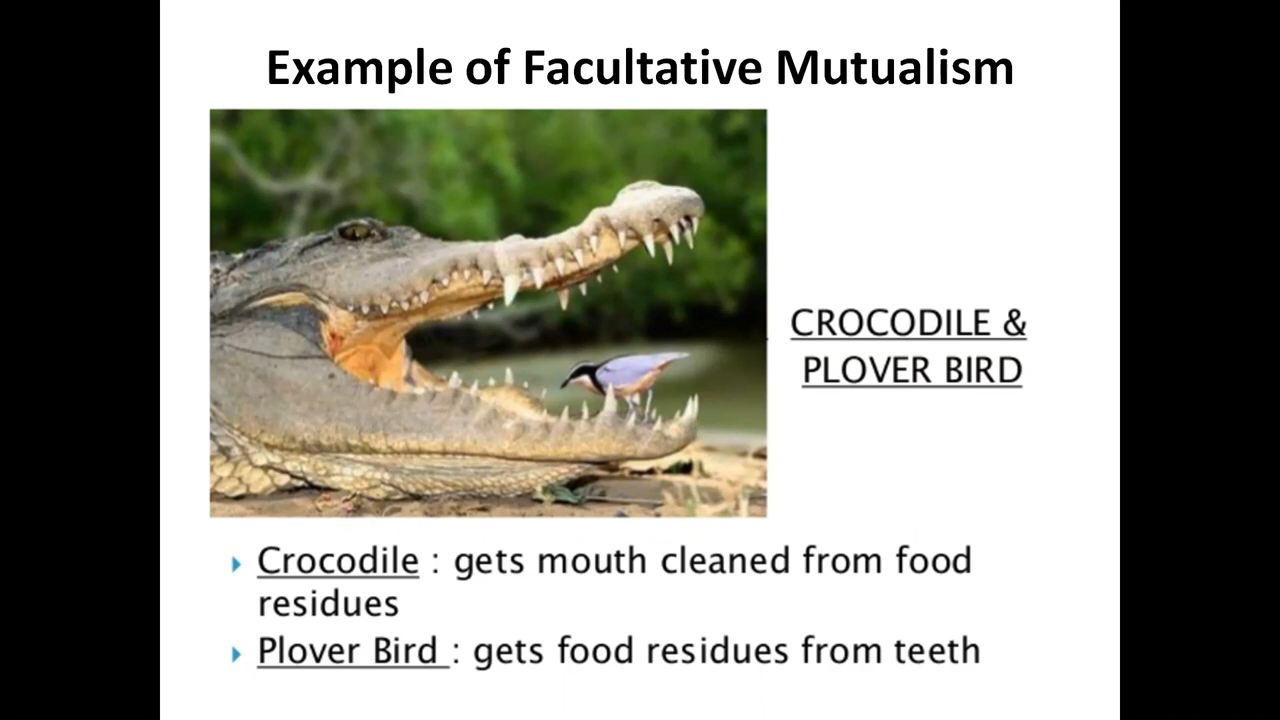 Example of Facultative Mutualism
CROCODILE &
PLOVER BIRD
Crocodile : gets mouth cleaned from food
residues
Plover Bird : gets food residues from teeth